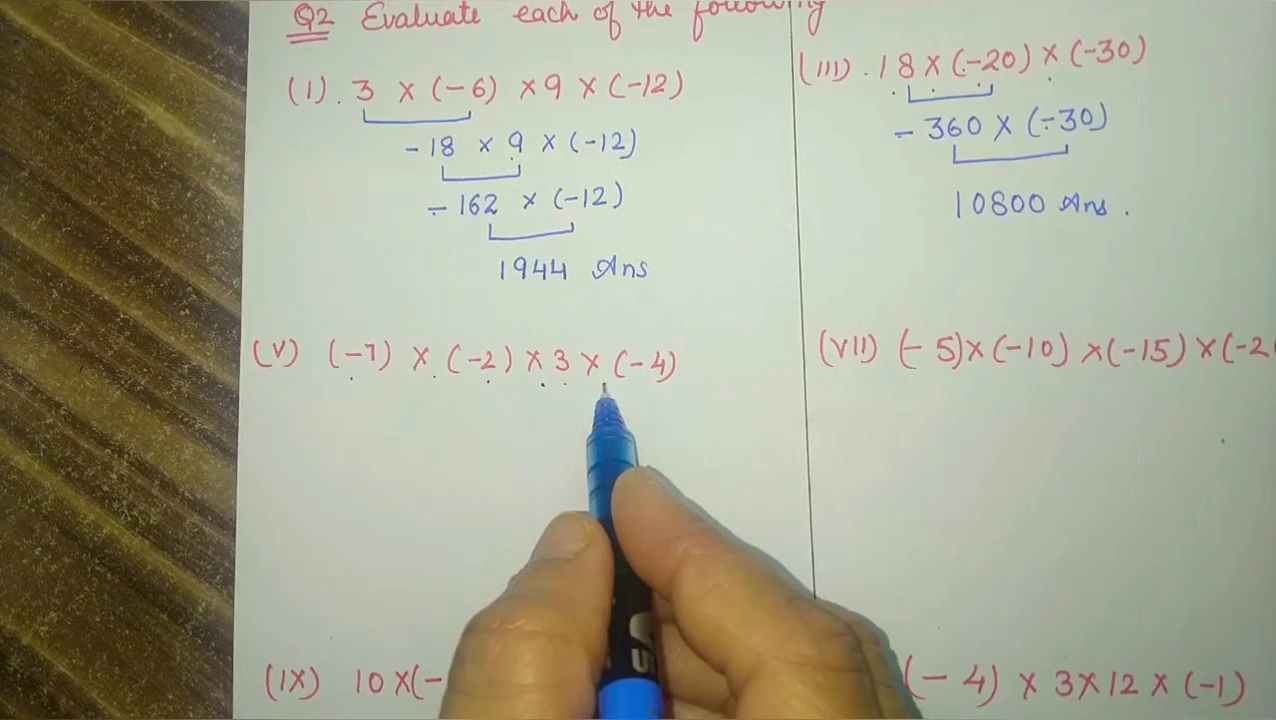 Q2 Evaluate each of the following
(I). 3 × (-6) × 9 × (-12)
-18 × 9 × (-12)
-162 × (-12)
1944 Ans
(III). 18 × (-20) × (-30)
-360 × (-30)
10800 Ans.
(V) (-7) × (-2) × 3 × (-4)
(VII) (-5)×(-10) ×(-15) ×(-2
(IX) 10 ×(-
(-4) × 3×12 × (-1)